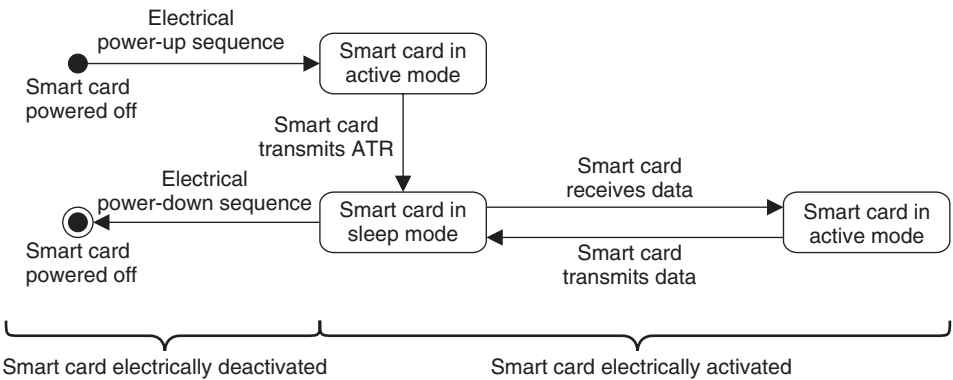 Electrical
power-up sequence
Smart card in
active mode
Smart card
powered off
Smart card
transmits ATR
Electrical
power-down sequence
Smart card in
sleep mode
Smart card
receives data
Smart card in
active mode
Smart card
transmits data
Smart card
powered off
Smart card electrically deactivated
Smart card electrically activated